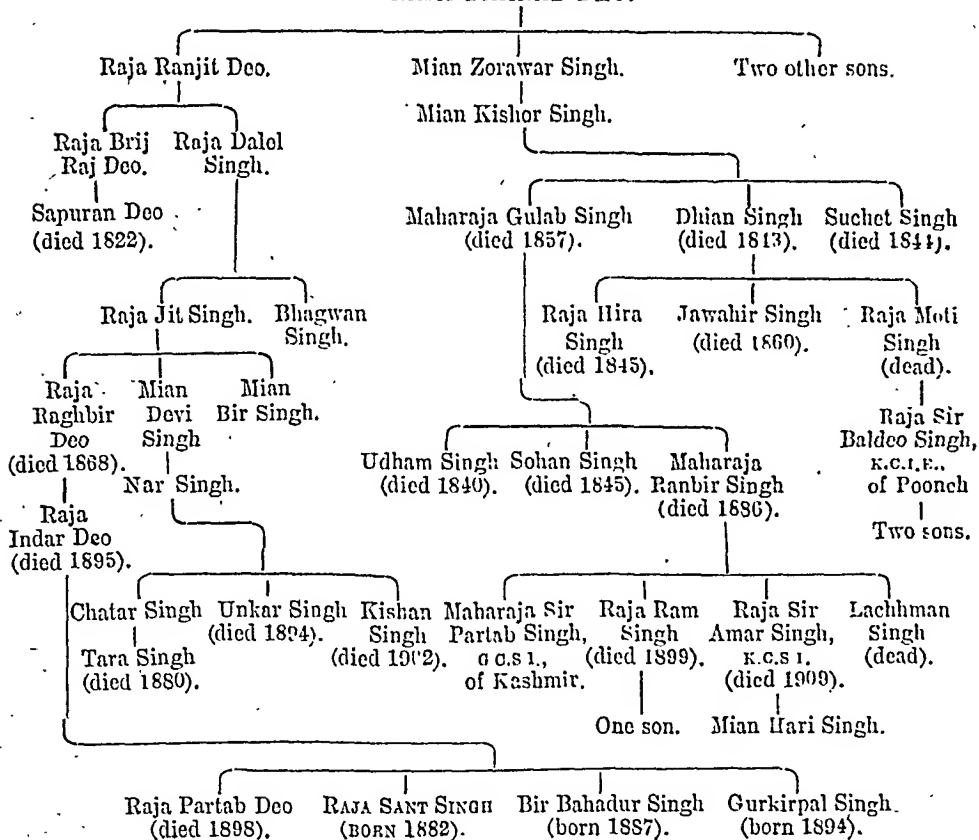 Raja Ranjit Deo. Mian Zorawar Singh. Two other sons.
Mian Kishor Singh.
Raja Brij Raja Dalel
Raj Deo. Singh.
Sapuran Deo Maharaja Gulab Singh Dhian Singh Suchet Singh
(died 1822). (died 1857). (died 1843). (died 1844).
Raja Jit Singh. Bhagwan Raja Hira Jawahir Singh Raja Moti
Singh. Singh (died 1860). Singh
(died 1845). (dead).
Raja Mian Mian
Raghbir Devi Bir Singh. Raja Sir
Deo Singh Baldeo Singh,
(died 1868). Udham Singh Sohan Singh Maharaja K.C.I.E.,
Nar Singh. (died 1840). (died 1845). Ranbir Singh of Poonch
Raja (died 1886).
Indar Deo Two sons.
(died 1895).
Chatar Singh Unkar Singh Kishan Maharaja Sir Raja Ram Raja Sir Lachhman
(died 1894). Singh Partab Singh, Singh Amar Singh, Singh
Tara Singh (died 1902). G C.S I., (died 1899). K.C.S I. (dead).
(died 1880). of Kashmir. (died 1909).
One son. Mian Hari Singh.
Raja Partab Deo RAJA SANT SINGH Bir Bahadur Singh Gurkirpal Singh.
(died 1898). (BORN 1882). (born 1887). (born 1894).